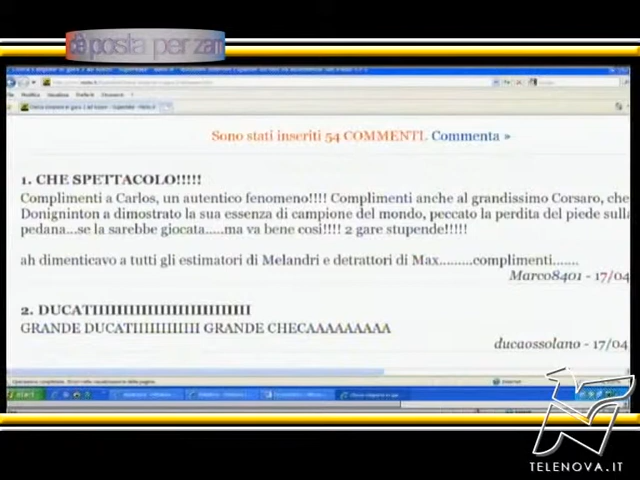 c'è posta per zam
Sono stati inseriti 54 COMMENTI. Commenta »
1. CHE SPETTACOLO!!!!!
Complimenti a Carlos, un autentico fenomeno!!!! Complimenti anche al grandissimo Corsaro, che
Donigninton a dimostrato la sua essenza di campione del mondo, peccato la perdita del piede sulla
pedana...se la sarebbe giocata.....ma va bene cosi!!!! 2 gare stupende!!!!!
ah dimenticavo a tutti gli estimatori di Melandri e detrattori di Max.........complimenti.......
Marco8401 - 17/04
2. DUCATIIIIIIIIIIIIIIIIIIIIIIIIIII
GRANDE DUCATIIIIIIIIIII GRANDE CHECAAAAAAAAA
ducaossolano - 17/04
start
TELENOVA.IT